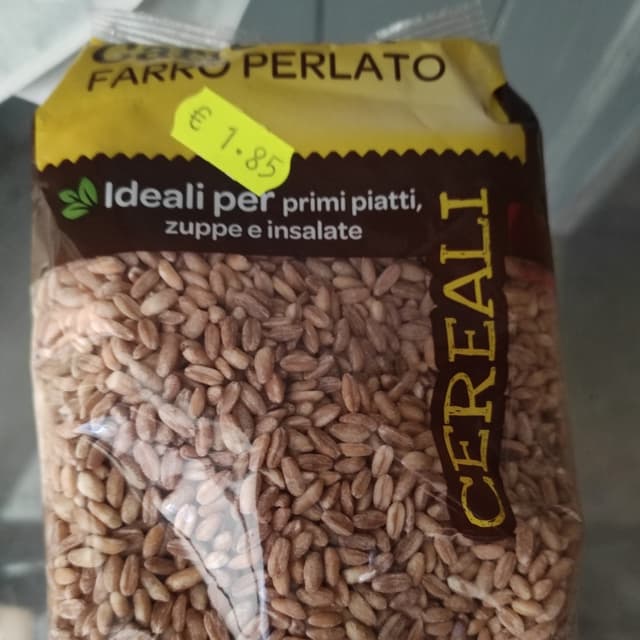 FARRO PERLATO
€ 1.85
Ideali per primi piatti,
zuppe e insalate
CEREALI